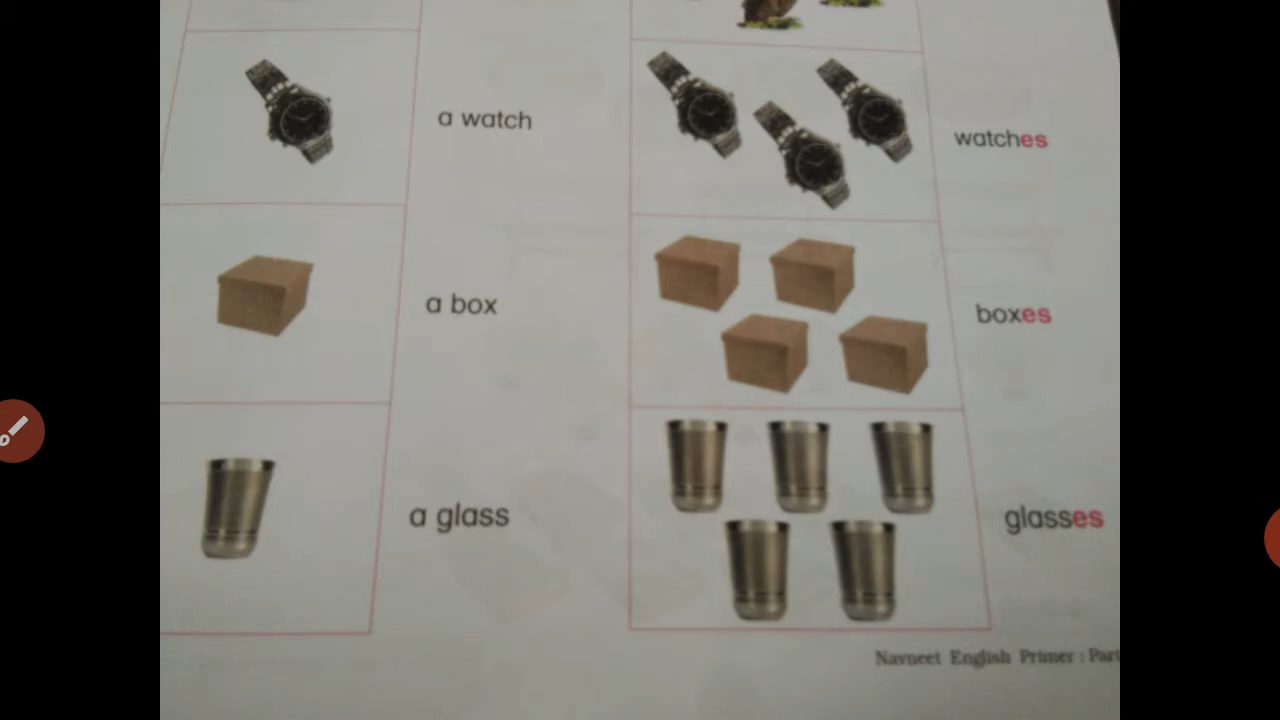 a watch
watches
a box
boxes
a glass
glasses
Navneet English Primer : Part